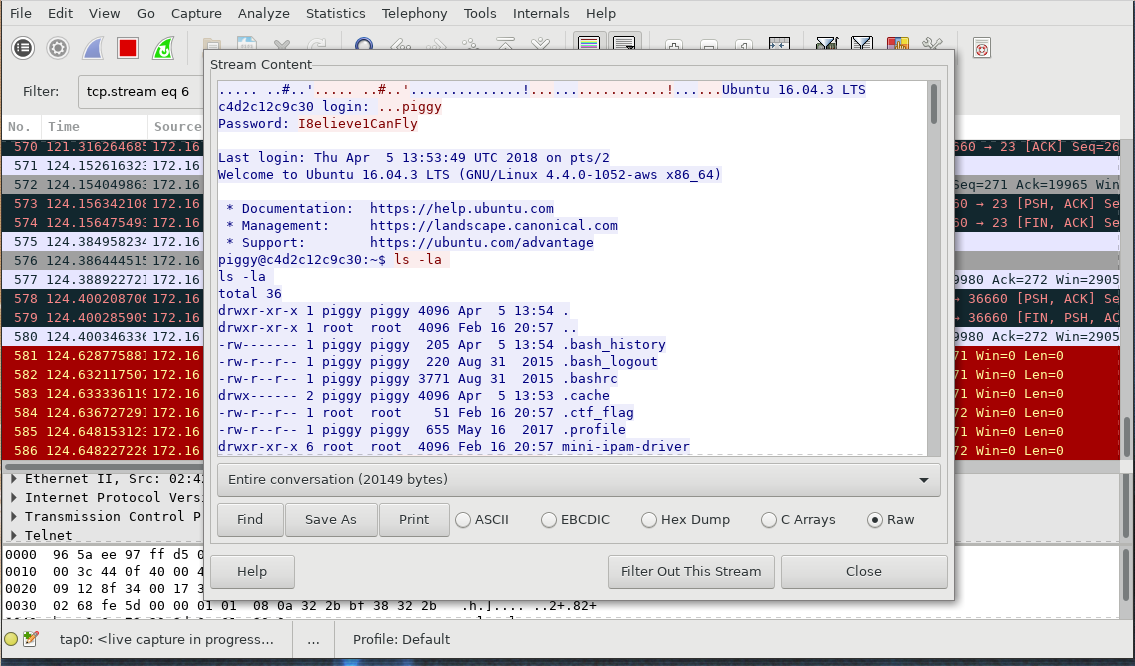 File Edit View Go Capture Analyze Statistics Telephony Tools Internals Help
Filter: tcp.stream eq 6
No. Time Source
Stream Content
..... ..#..'..... ..#..'..............!..................!......Ubuntu 16.04.3 LTS
c4d2c12c9c30 login: ...piggy
Password: I8elieve1CanFly
Last login: Thu Apr  5 13:53:49 UTC 2018 on pts/2
Welcome to Ubuntu 16.04.3 LTS (GNU/Linux 4.4.0-1052-aws x86_64)
 * Documentation:  https://help.ubuntu.com
 * Management:     https://landscape.canonical.com
 * Support:        https://ubuntu.com/advantage
piggy@c4d2c12c9c30:~$ ls -la
ls -la
total 36
drwxr-xr-x 1 piggy piggy 4096 Apr  5 13:54 .
drwxr-xr-x 1 root  root  4096 Feb 16 20:57 ..
-rw------- 1 piggy piggy  205 Apr  5 13:54 .bash_history
-rw-r--r-- 1 piggy piggy  220 Aug 31  2015 .bash_logout
-rw-r--r-- 1 piggy piggy 3771 Aug 31  2015 .bashrc
drwx------ 2 piggy piggy 4096 Apr  5 13:53 .cache
-rw-r--r-- 1 root  root    51 Feb 16 20:57 .ctf_flag
-rw-r--r-- 1 piggy piggy  655 May 16  2017 .profile
drwxr-xr-x 6 root  root  4096 Feb 16 20:57 mini-ipam-driver
Entire conversation (20149 bytes)
Find Save As Print ASCII EBCDIC Hex Dump C Arrays Raw
Help Filter Out This Stream Close
570 121.316264685 172.16 660 → 23 [ACK] Seq=26
571 124.152616323 172.16
572 124.154049863 172.16 Seq=271 Ack=19965 Win
573 124.156342108 172.16 60 → 23 [PSH, ACK] Se
574 124.156475493 172.16 60 → 23 [FIN, ACK] Se
575 124.384958234 172.16
576 124.386444515 172.16
577 124.388922721 172.16 9980 Ack=272 Win=2905
578 124.400208706 172.16 → 36660 [PSH, ACK] Se
579 124.400285905 172.16 → 36660 [FIN, PSH, AC
580 124.400346336 172.16 9980 Ack=272 Win=2905
581 124.628775881 172.16 71 Win=0 Len=0
582 124.632117507 172.16 71 Win=0 Len=0
583 124.633336119 172.16 71 Win=0 Len=0
584 124.636727291 172.16 72 Win=0 Len=0
585 124.648153123 172.16 71 Win=0 Len=0
586 124.648227228 172.16 72 Win=0 Len=0
Ethernet II, Src: 02:42
Internet Protocol Versi
Transmission Control P
Telnet
0000 96 5a ee 97 ff d5 0
0010 00 3c 44 0f 40 00 4
0020 09 12 8f 34 00 17 3
0030 02 68 fe 5d 00 00 01 01 08 0a 32 2b bf 38 32 2b .h.].... ..2+.82+
tap0: <live capture in progress... ... Profile: Default